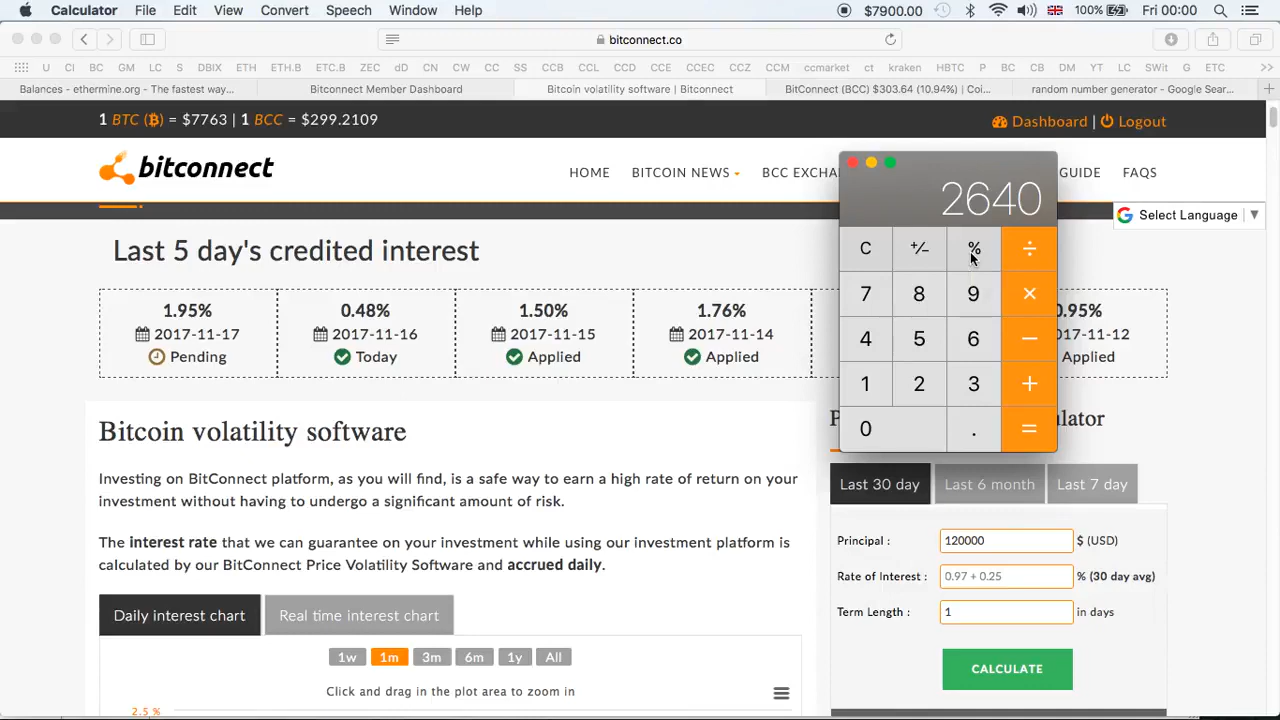 Calculator File Edit View Convert Speech Window Help $7900.00 100% Fri 00:00
bitconnect.co
U CI BC GM LC S DBIX ETH ETH.B ETC.B ZEC dD CN CW CC SS CCB CCL CCD CCE CCEC CCZ CCM ccmarket ct kraken HBTC P BC CB DM YT LC SWit G ETC >>
Balances - ethermine.org - The fastest way... Bitconnect Member Dashboard Bitcoin volatility software | Bitconnect BitConnect (BCC) $303.64 (10.94%) | Coi... random number generator - Google Sear...
1 BTC (₿) = $7763 | 1 BCC = $299.2109 Dashboard | Logout
bitconnect HOME BITCOIN NEWS BCC EXCHA GUIDE FAQS
Select Language ▼
2640
C +/− % ÷
7 8 9 ×
4 5 6 −
1 2 3 +
0 . =
Last 5 day's credited interest
1.95% 0.48% 1.50% 1.76% 0.95%
2017-11-17 2017-11-16 2017-11-15 2017-11-14 2017-11-12
Pending Today Applied Applied Applied
Bitcoin volatility software
Investing on BitConnect platform, as you will find, is a safe way to earn a high rate of return on your
investment without having to undergo a significant amount of risk.
The interest rate that we can guarantee on your investment while using our investment platform is
calculated by our BitConnect Price Volatility Software and accrued daily.
Daily interest chart Real time interest chart
1w 1m 3m 6m 1y All
Click and drag in the plot area to zoom in
2.5 %
P lator
Last 30 day Last 6 month Last 7 day
Principal : 120000 $ (USD)
Rate of Interest : 0.97 + 0.25 % (30 day avg)
Term Length : 1 in days
CALCULATE